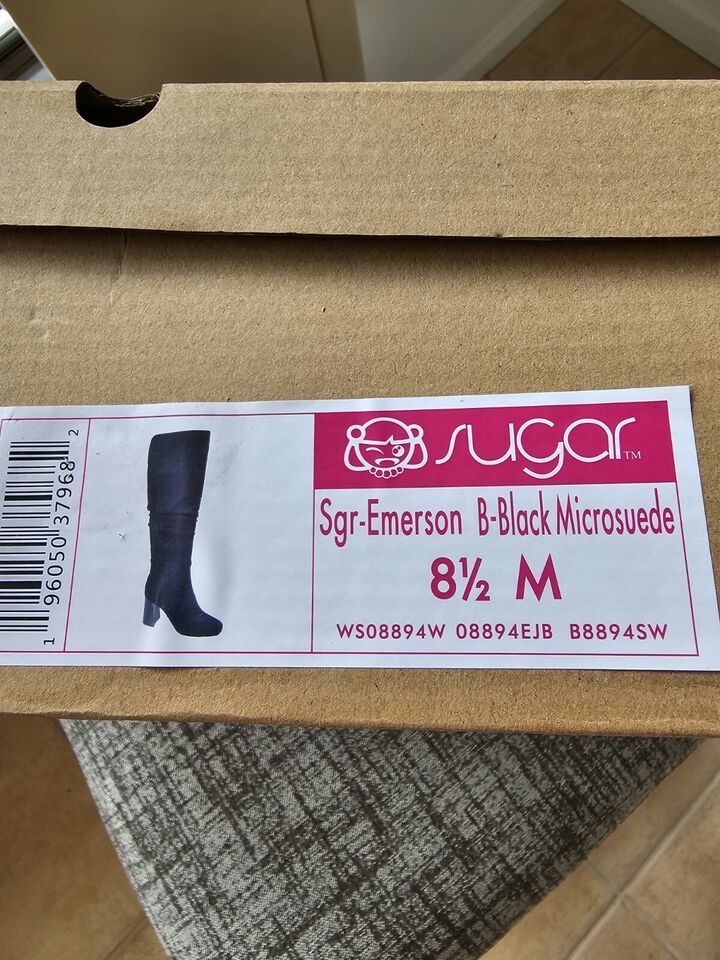 1 96050 37968 2
sugar™
Sgr-Emerson B-Black Microsuede
8½ M
WS08894W 08894EJB B8894SW